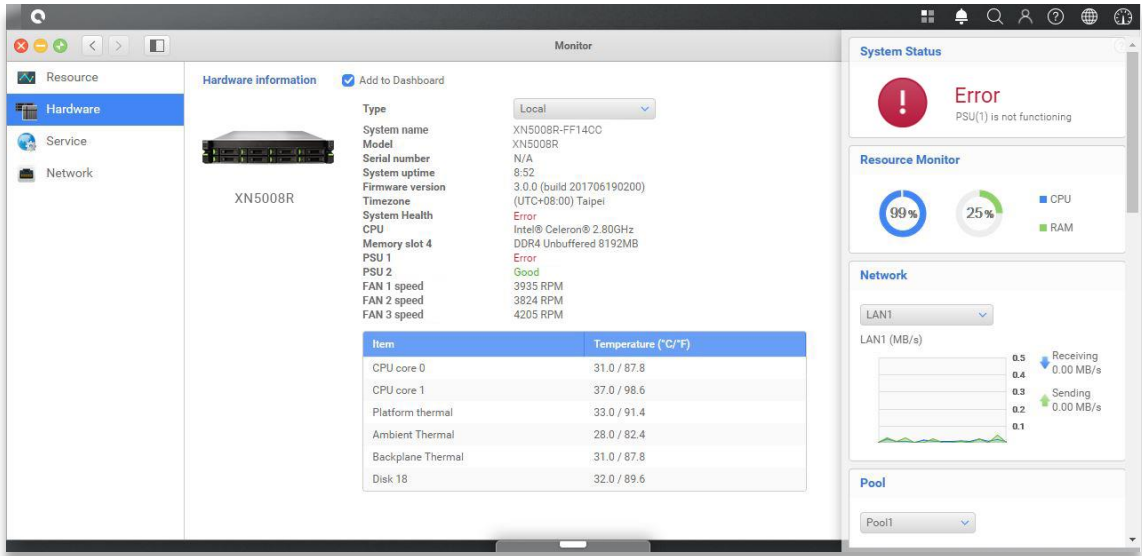 Monitor
Resource
Hardware
Service
Network
Hardware information
Add to Dashboard
XN5008R
Type Local
System name XN5008R-FF14CC
Model XN5008R
Serial number N/A
System uptime 8:52
Firmware version 3.0.0 (build 201706190200)
Timezone (UTC+08:00) Taipei
System Health Error
CPU Intel® Celeron® 2.80GHz
Memory slot 4 DDR4 Unbuffered 8192MB
PSU 1 Error
PSU 2 Good
FAN 1 speed 3935 RPM
FAN 2 speed 3824 RPM
FAN 3 speed 4205 RPM
Item Temperature (°C/°F)
CPU core 0 31.0 / 87.8
CPU core 1 37.0 / 98.6
Platform thermal 33.0 / 91.4
Ambient Thermal 28.0 / 82.4
Backplane Thermal 31.0 / 87.8
Disk 18 32.0 / 89.6
System Status
Error
PSU(1) is not functioning
Resource Monitor
99%
25%
CPU
RAM
Network
LAN1
LAN1 (MB/s)
0.5
0.4
0.3
0.2
0.1
Receiving
0.00 MB/s
Sending
0.00 MB/s
Pool
Pool1